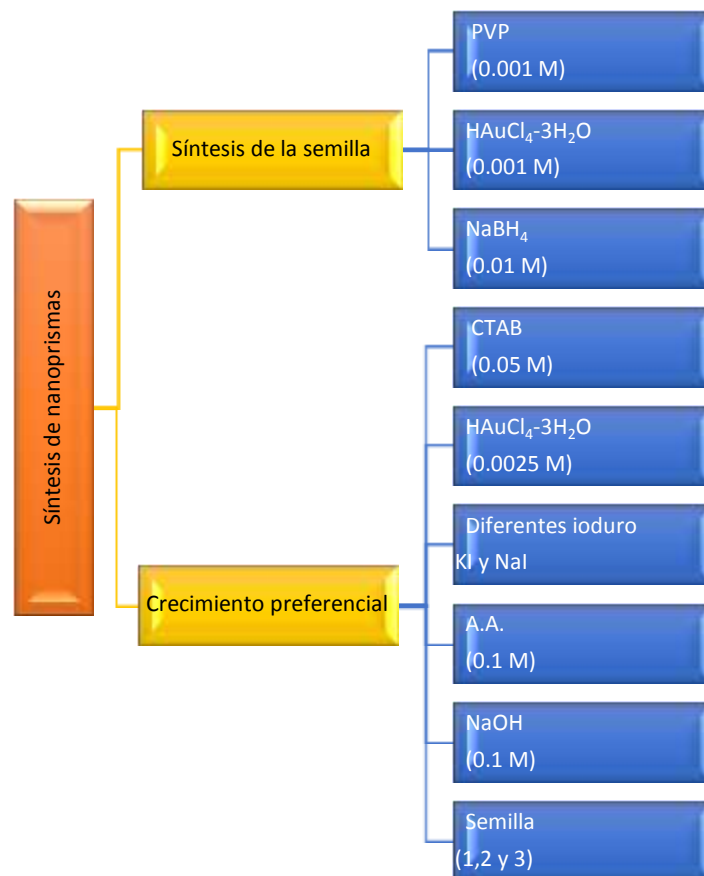 Síntesis de nanoprismas
Síntesis de la semilla
PVP
(0.001 M)
HAuCl₄-3H₂O
(0.001 M)
NaBH₄
(0.01 M)
Crecimiento preferencial
CTAB
(0.05 M)
HAuCl₄-3H₂O
(0.0025 M)
Diferentes ioduro
KI y NaI
A.A.
(0.1 M)
NaOH
(0.1 M)
Semilla
(1,2 y 3)